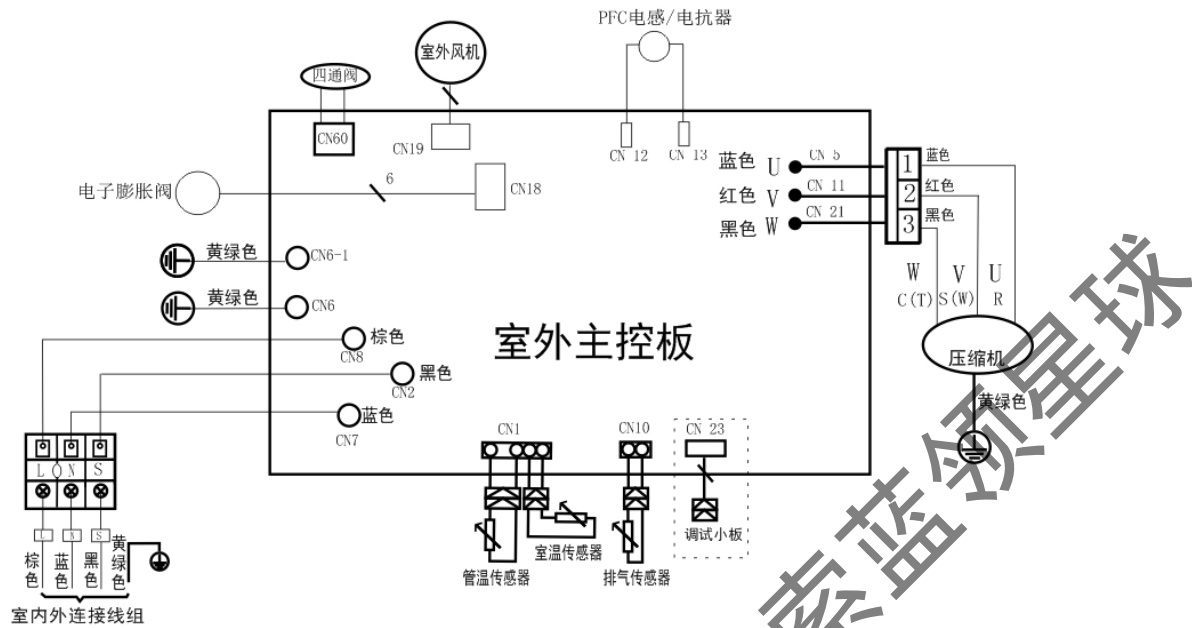 PFC电感/电抗器
室外风机
四通阀
CN60
CN19
CN 12
CN 13
电子膨胀阀
6
CN18
蓝色 U CN 5 1 蓝色
红色 V CN 11 2 红色
黑色 W CN 21 3 黑色
黄绿色 CN6-1
黄绿色 CN6
W V U
C(T) S(W) R
棕色
CN8
室外主控板
压缩机
黑色
CN2
黄绿色
蓝色
CN7
CN1
CN10
CN 23
L N S
L N S
调试小板
室温传感器
管温传感器
排气传感器
棕色
蓝色
黑色
黄绿色
室内外连接线组
索蓝领星球